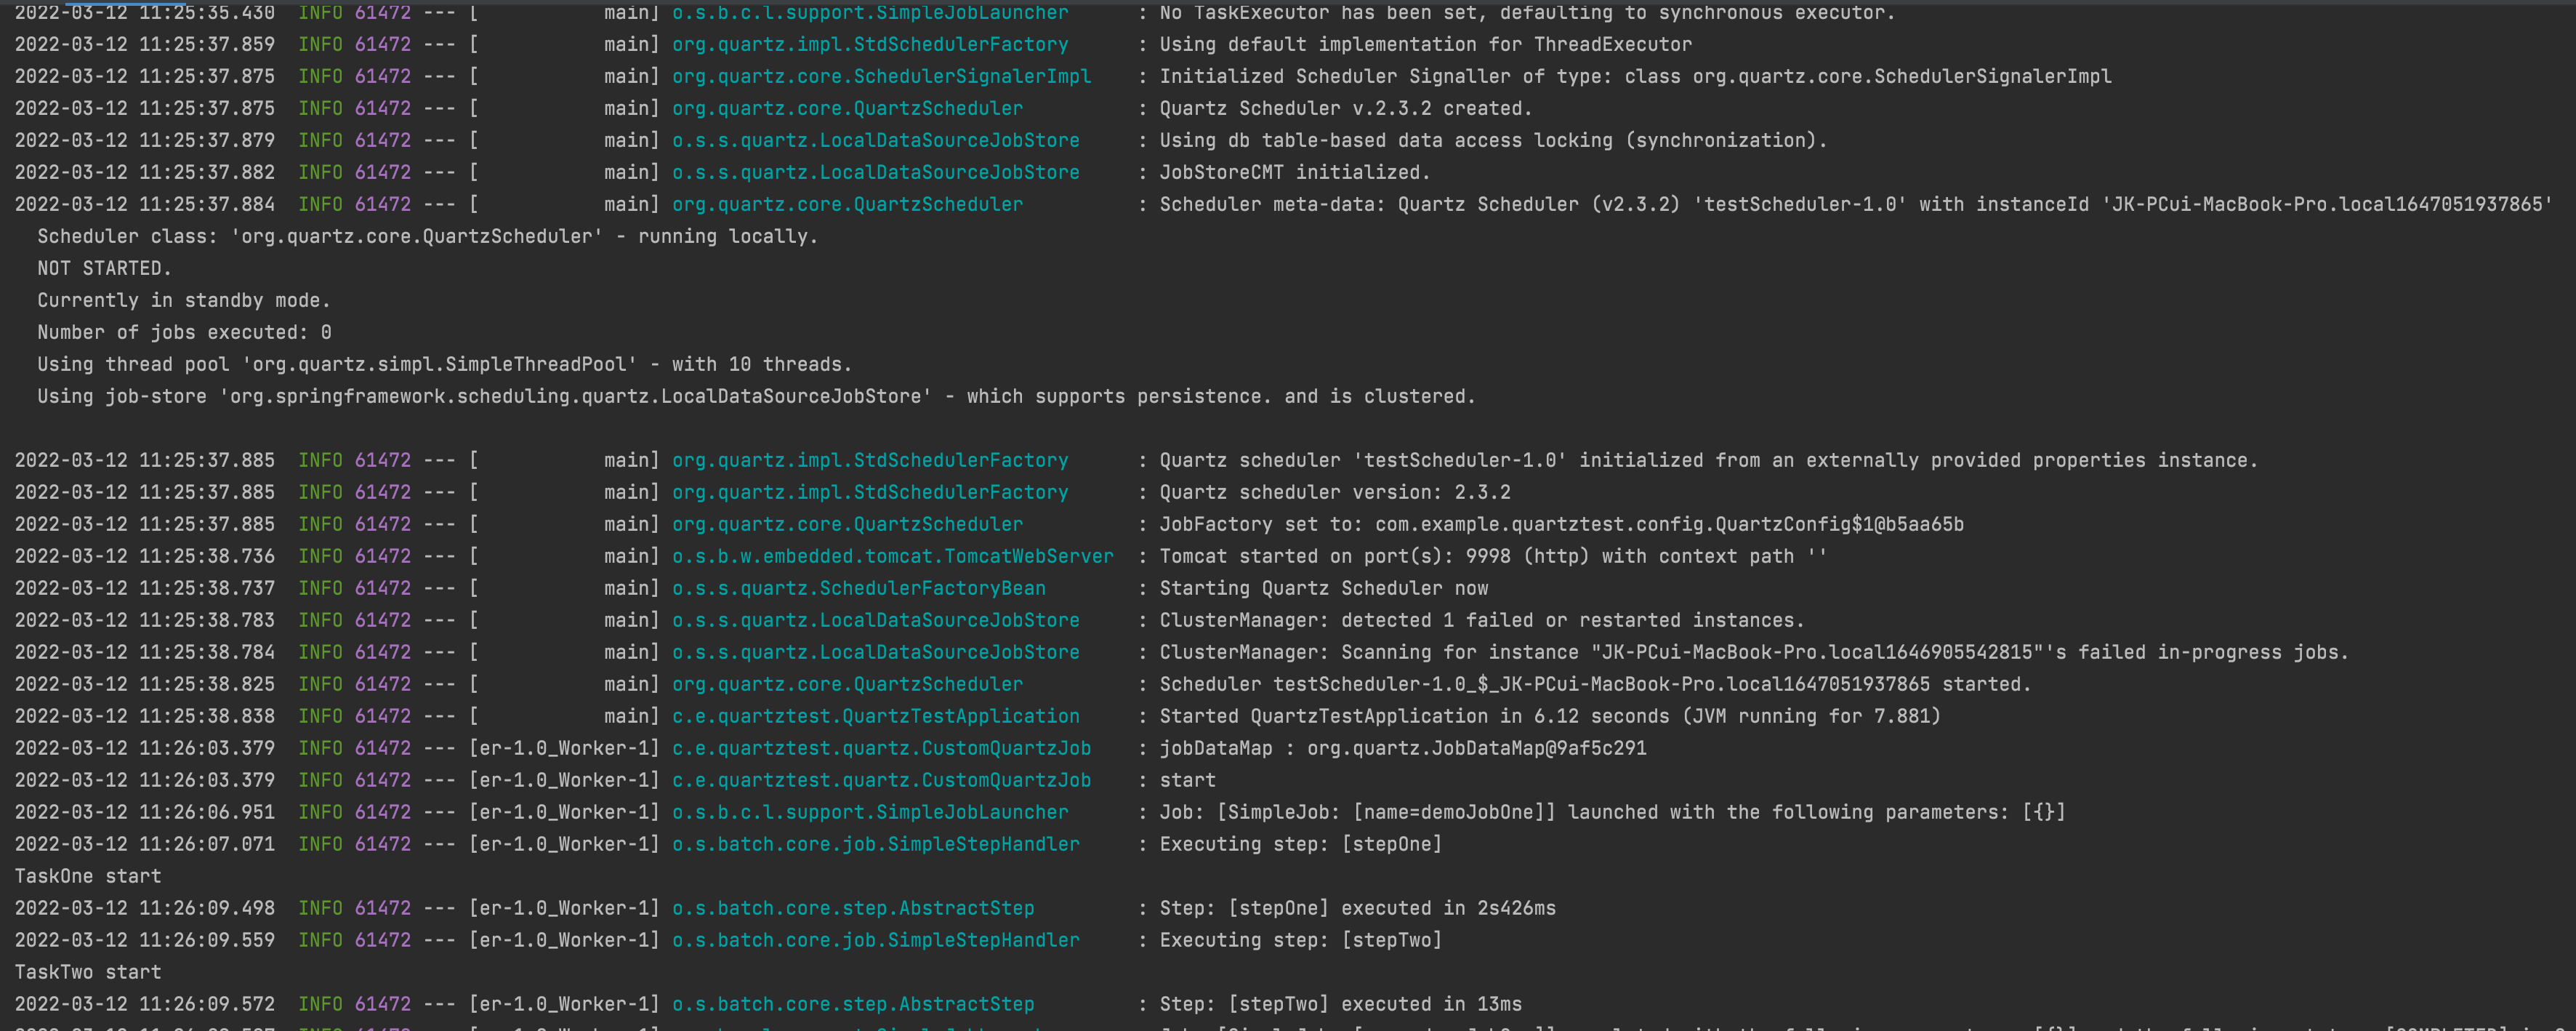 2022-03-12 11:25:35.430  INFO 61472 --- [           main] o.s.b.c.l.support.SimpleJobLauncher      : No TaskExecutor has been set, defaulting to synchronous executor.
2022-03-12 11:25:37.859  INFO 61472 --- [           main] org.quartz.impl.StdSchedulerFactory      : Using default implementation for ThreadExecutor
2022-03-12 11:25:37.875  INFO 61472 --- [           main] org.quartz.core.SchedulerSignalerImpl    : Initialized Scheduler Signaller of type: class org.quartz.core.SchedulerSignalerImpl
2022-03-12 11:25:37.875  INFO 61472 --- [           main] org.quartz.core.QuartzScheduler          : Quartz Scheduler v.2.3.2 created.
2022-03-12 11:25:37.879  INFO 61472 --- [           main] o.s.s.quartz.LocalDataSourceJobStore     : Using db table-based data access locking (synchronization).
2022-03-12 11:25:37.882  INFO 61472 --- [           main] o.s.s.quartz.LocalDataSourceJobStore     : JobStoreCMT initialized.
2022-03-12 11:25:37.884  INFO 61472 --- [           main] org.quartz.core.QuartzScheduler          : Scheduler meta-data: Quartz Scheduler (v2.3.2) 'testScheduler-1.0' with instanceId 'JK-PCui-MacBook-Pro.local1647051937865'
  Scheduler class: 'org.quartz.core.QuartzScheduler' - running locally.
  NOT STARTED.
  Currently in standby mode.
  Number of jobs executed: 0
  Using thread pool 'org.quartz.simpl.SimpleThreadPool' - with 10 threads.
  Using job-store 'org.springframework.scheduling.quartz.LocalDataSourceJobStore' - which supports persistence. and is clustered.
2022-03-12 11:25:37.885  INFO 61472 --- [           main] org.quartz.impl.StdSchedulerFactory      : Quartz scheduler 'testScheduler-1.0' initialized from an externally provided properties instance.
2022-03-12 11:25:37.885  INFO 61472 --- [           main] org.quartz.impl.StdSchedulerFactory      : Quartz scheduler version: 2.3.2
2022-03-12 11:25:37.885  INFO 61472 --- [           main] org.quartz.core.QuartzScheduler          : JobFactory set to: com.example.quartztest.config.QuartzConfig$1@b5aa65b
2022-03-12 11:25:38.736  INFO 61472 --- [           main] o.s.b.w.embedded.tomcat.TomcatWebServer  : Tomcat started on port(s): 9998 (http) with context path ''
2022-03-12 11:25:38.737  INFO 61472 --- [           main] o.s.s.quartz.SchedulerFactoryBean        : Starting Quartz Scheduler now
2022-03-12 11:25:38.783  INFO 61472 --- [           main] o.s.s.quartz.LocalDataSourceJobStore     : ClusterManager: detected 1 failed or restarted instances.
2022-03-12 11:25:38.784  INFO 61472 --- [           main] o.s.s.quartz.LocalDataSourceJobStore     : ClusterManager: Scanning for instance "JK-PCui-MacBook-Pro.local1646905542815"'s failed in-progress jobs.
2022-03-12 11:25:38.825  INFO 61472 --- [           main] org.quartz.core.QuartzScheduler          : Scheduler testScheduler-1.0_$_JK-PCui-MacBook-Pro.local1647051937865 started.
2022-03-12 11:25:38.838  INFO 61472 --- [           main] c.e.quartztest.QuartzTestApplication     : Started QuartzTestApplication in 6.12 seconds (JVM running for 7.881)
2022-03-12 11:26:03.379  INFO 61472 --- [er-1.0_Worker-1] c.e.quartztest.quartz.CustomQuartzJob    : jobDataMap : org.quartz.JobDataMap@9af5c291
2022-03-12 11:26:03.379  INFO 61472 --- [er-1.0_Worker-1] c.e.quartztest.quartz.CustomQuartzJob    : start
2022-03-12 11:26:06.951  INFO 61472 --- [er-1.0_Worker-1] o.s.b.c.l.support.SimpleJobLauncher      : Job: [SimpleJob: [name=demoJobOne]] launched with the following parameters: [{}]
2022-03-12 11:26:07.071  INFO 61472 --- [er-1.0_Worker-1] o.s.batch.core.job.SimpleStepHandler     : Executing step: [stepOne]
TaskOne start
2022-03-12 11:26:09.498  INFO 61472 --- [er-1.0_Worker-1] o.s.batch.core.step.AbstractStep         : Step: [stepOne] executed in 2s426ms
2022-03-12 11:26:09.559  INFO 61472 --- [er-1.0_Worker-1] o.s.batch.core.job.SimpleStepHandler     : Executing step: [stepTwo]
TaskTwo start
2022-03-12 11:26:09.572  INFO 61472 --- [er-1.0_Worker-1] o.s.batch.core.step.AbstractStep         : Step: [stepTwo] executed in 13ms